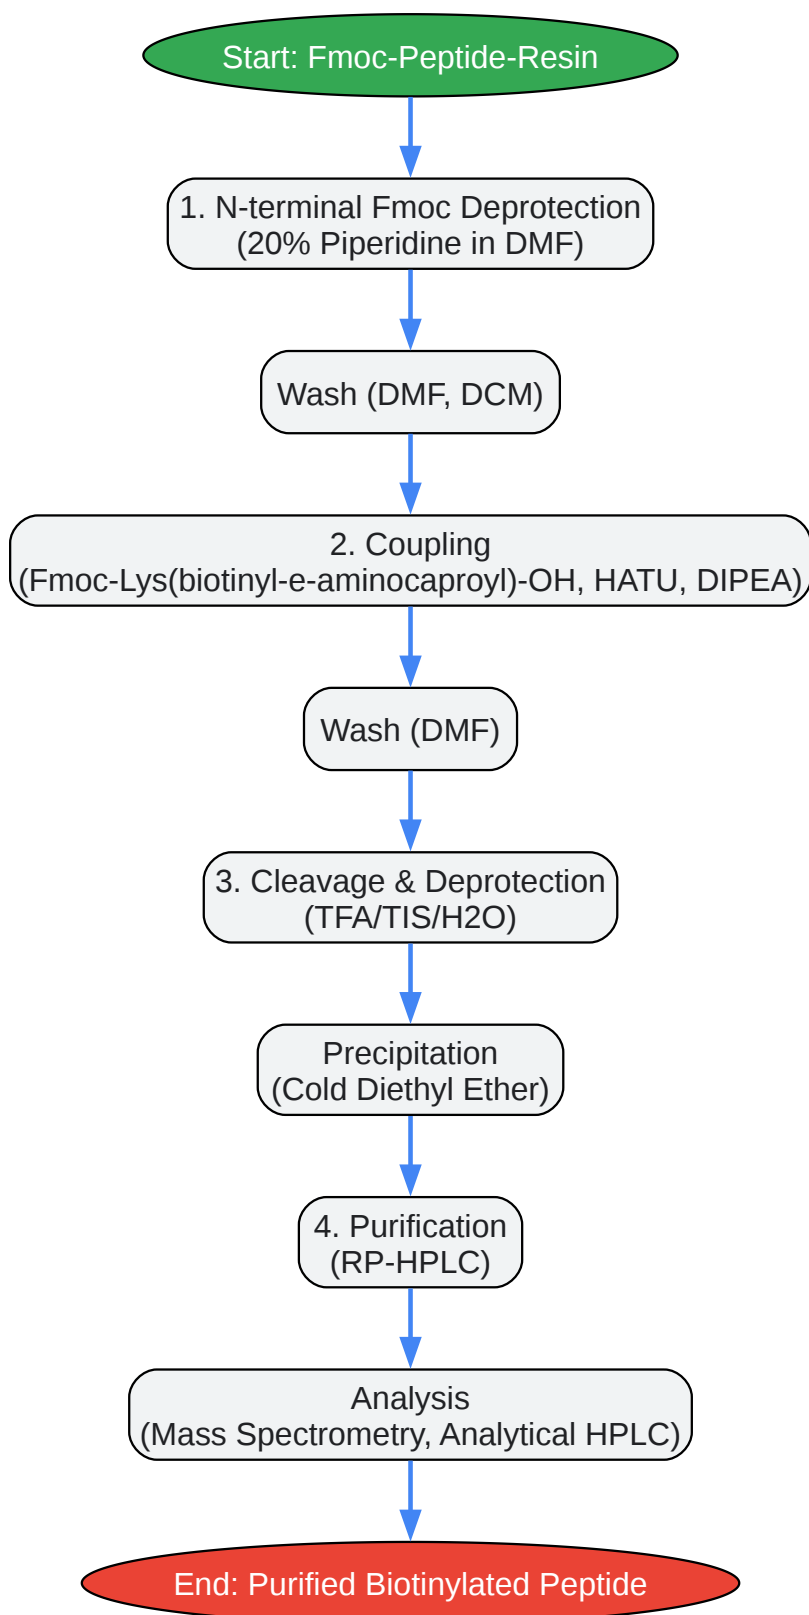 Start: Fmoc-Peptide-Resin
1. N-terminal Fmoc Deprotection
(20% Piperidine in DMF)
Wash (DMF, DCM)
2. Coupling
(Fmoc-Lys(biotinyl-e-aminocaproyl)-OH, HATU, DIPEA)
Wash (DMF)
3. Cleavage & Deprotection
(TFA/TIS/H2O)
Precipitation
(Cold Diethyl Ether)
4. Purification
(RP-HPLC)
Analysis
(Mass Spectrometry, Analytical HPLC)
End: Purified Biotinylated Peptide